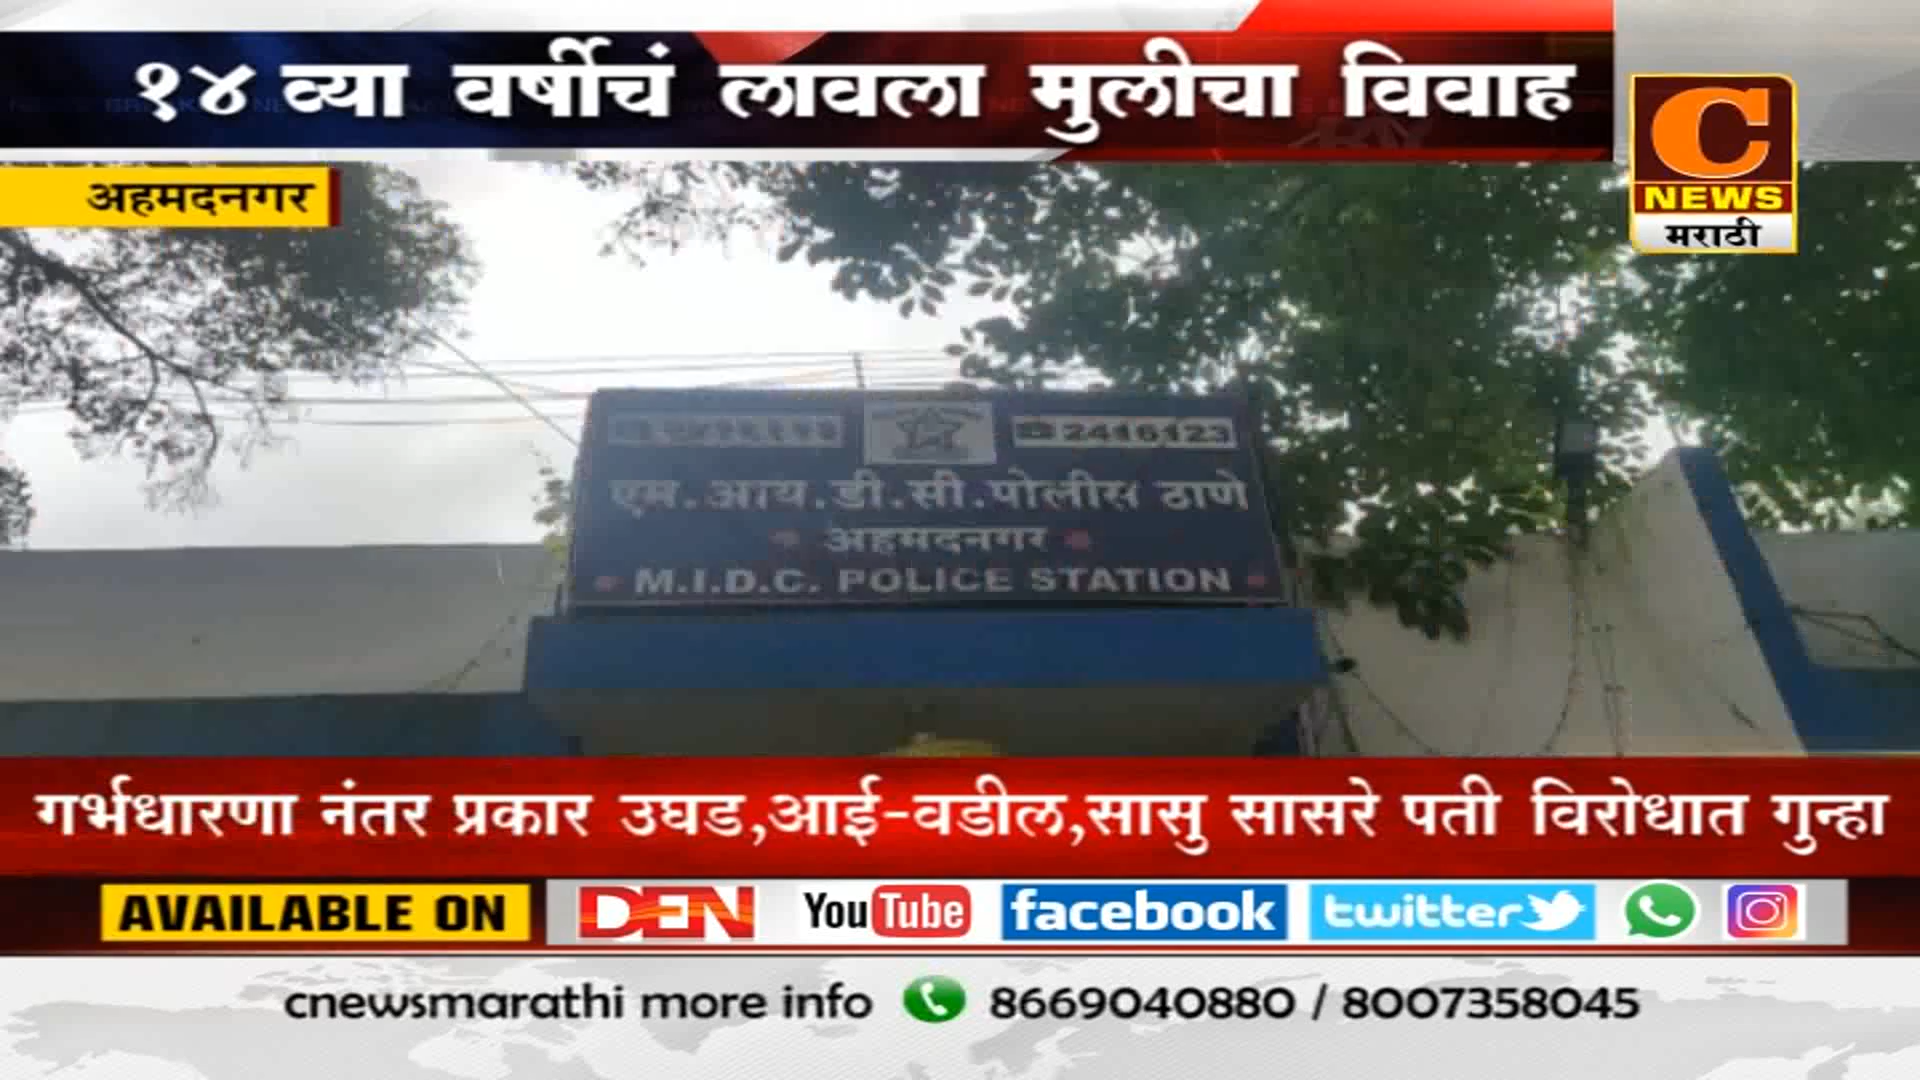 १४ व्या वर्षीचं लावला मुलीचा विवाह
C
NEWS
मराठी
अहमदनगर
2416123
एम.आय.डी.सी.पोलीस ठाणे
अहमदनगर
M.I.D.C. POLICE STATION
गर्भधारणा नंतर प्रकार उघड,आई-वडील,सासु सासरे पती विरोधात गुन्हा
AVAILABLE ON DEN YouTube facebook twitter
cnewsmarathi more info 8669040880 / 8007358045